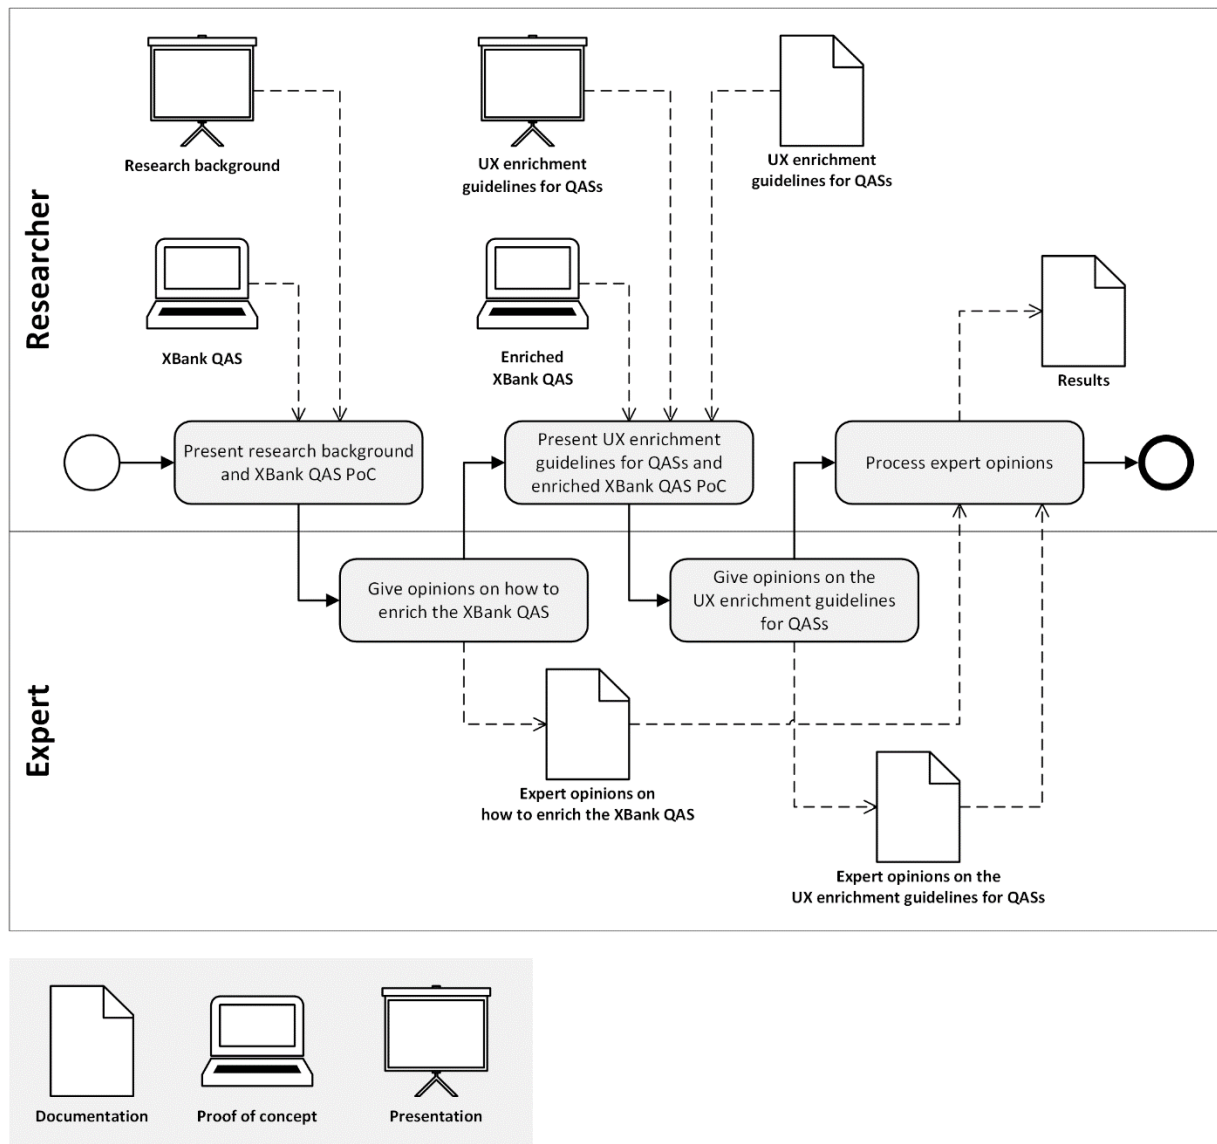 Researcher
Research background
UX enrichment
guidelines for QASs
UX enrichment
guidelines for QASs
XBank QAS
Enriched
XBank QAS
Results
Present research background
and XBank QAS PoC
Present UX enrichment
guidelines for QASs and
enriched XBank QAS PoC
Process expert opinions
Expert
Give opinions on how to
enrich the XBank QAS
Give opinions on the
UX enrichment guidelines
for QASs
Expert opinions on
how to enrich the XBank QAS
Expert opinions on the
UX enrichment guidelines for QASs
Documentation
Proof of concept
Presentation